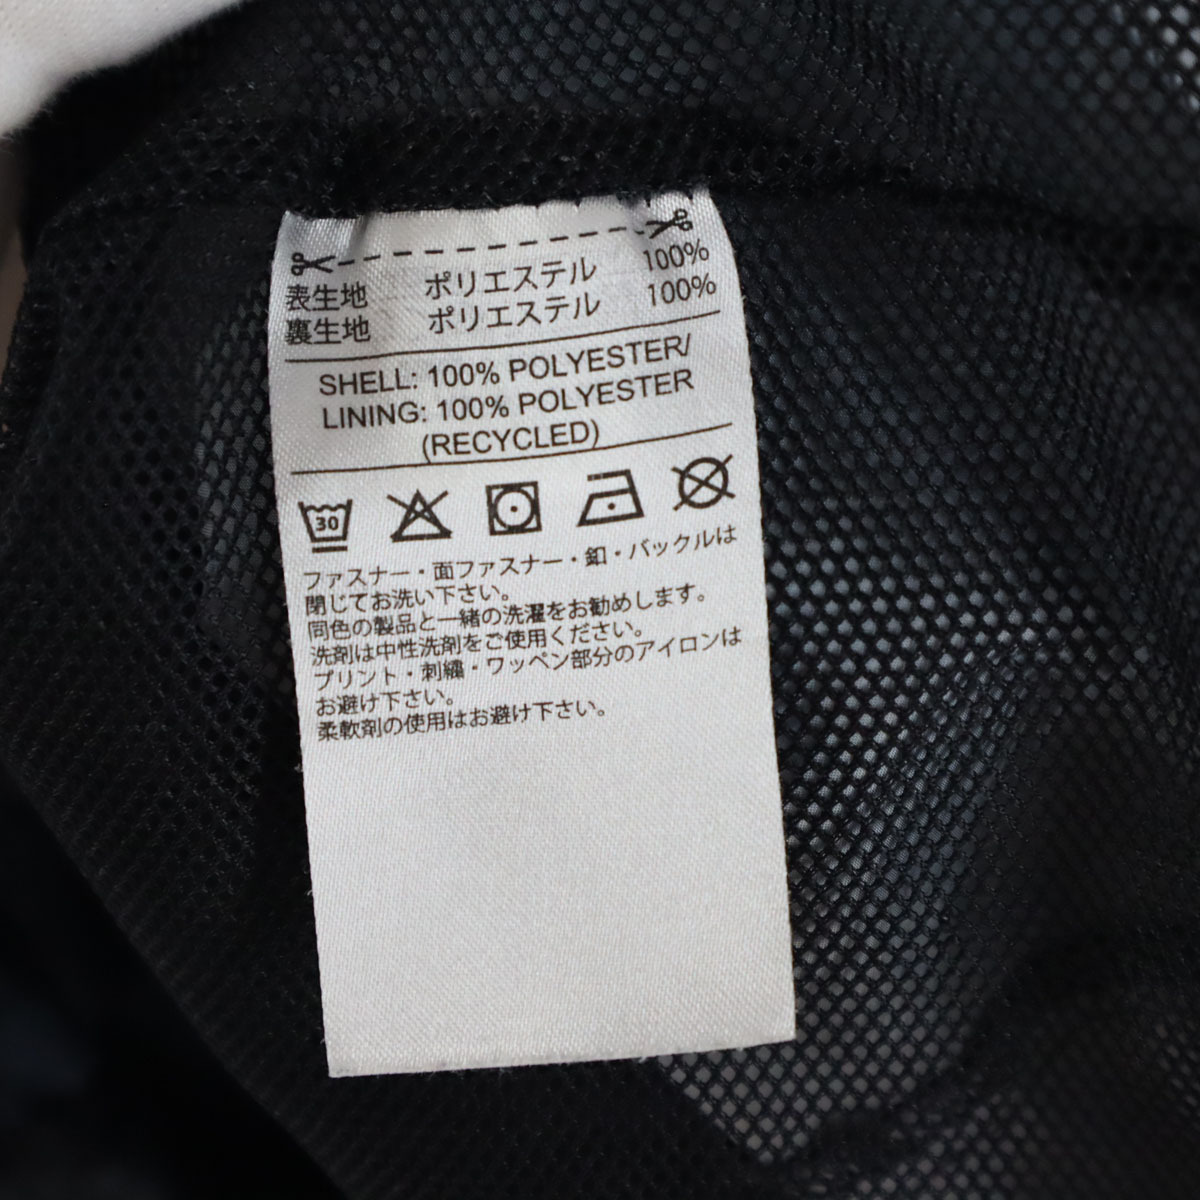 表生地 ポリエステル 100%
裏生地 ポリエステル 100%
SHELL: 100% POLYESTER/
LINING: 100% POLYESTER
(RECYCLED)
30
ファスナー・面ファスナー・釦・バックルは
閉じてお洗い下さい。
同色の製品と一緒の洗濯をお勧めします。
洗剤は中性洗剤をご使用ください。
プリント・刺繍・ワッペン部分のアイロンは
お避け下さい。
柔軟剤の使用はお避け下さい。